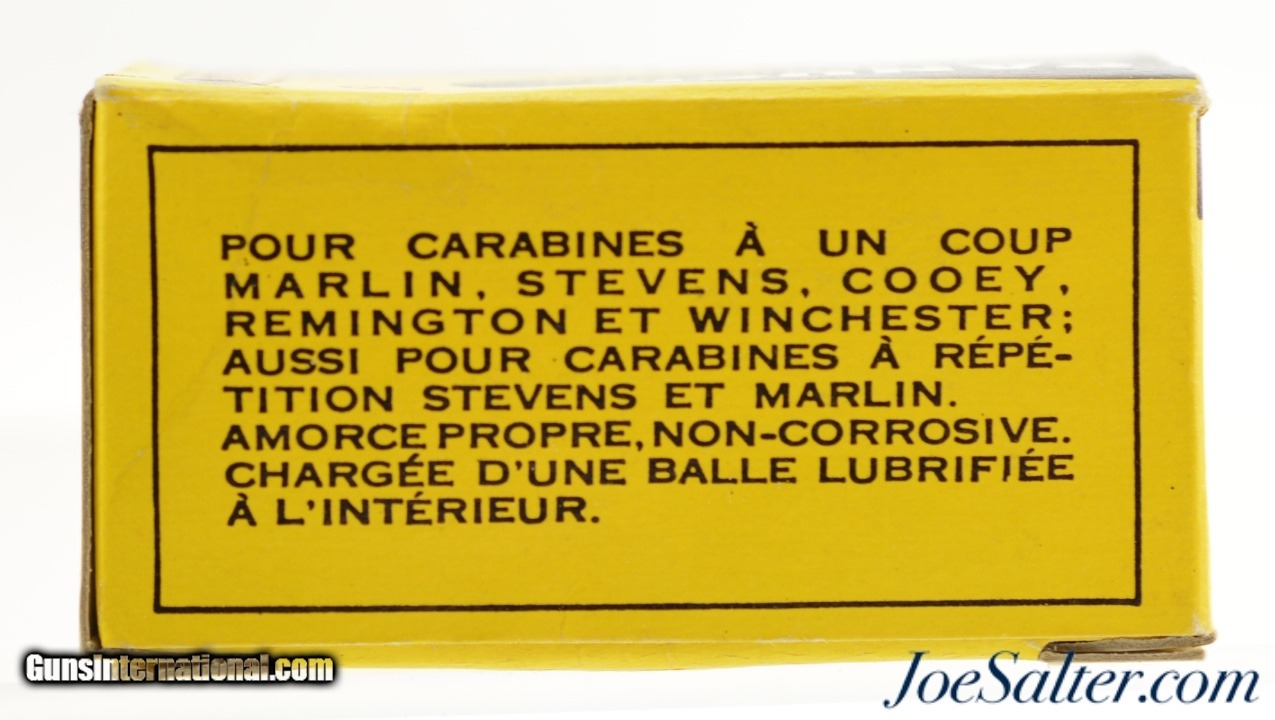 POUR CARABINES À UN COUP
MARLIN, STEVENS, COOEY,
REMINGTON ET WINCHESTER;
AUSSI POUR CARABINES À RÉPÉ-
TITION STEVENS ET MARLIN.
AMORCE PROPRE, NON-CORROSIVE.
CHARGÉE D'UNE BALLE LUBRIFIÉE
À L'INTÉRIEUR.
GunsInternational.com
JoeSalter.com